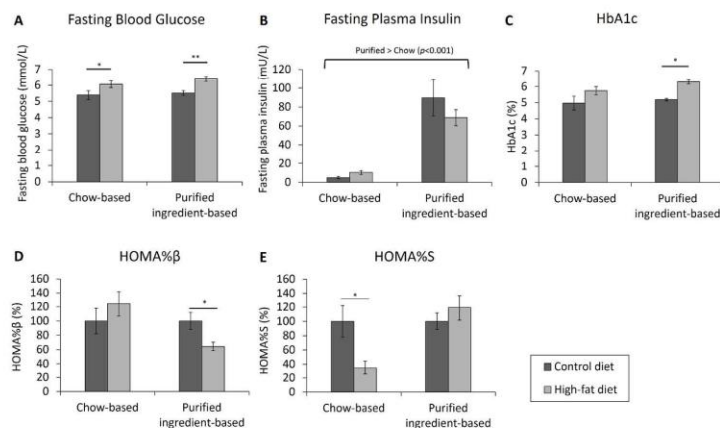 A Fasting Blood Glucose
Fasting blood glucose (mmol/L)
7
6
5
4
3
2
1
0
*
**
Chow-based
Purified
ingredient-based
B Fasting Plasma Insulin
Purified > Chow (p<0.001)
Fasting plasma insulin (mU/L)
120
100
80
60
40
20
0
Chow-based
Purified
ingredient-based
C HbA1c
HbA1c (%)
7
6
5
4
3
2
1
0
*
Chow-based
Purified
ingredient-based
D HOMA%β
HOMA%β (%)
160
140
120
100
80
60
40
20
0
*
Chow-based
Purified
ingredient-based
E HOMA%S
HOMA%S (%)
160
140
120
100
80
60
40
20
0
*
Chow-based
Purified
ingredient-based
Control diet
High-fat diet